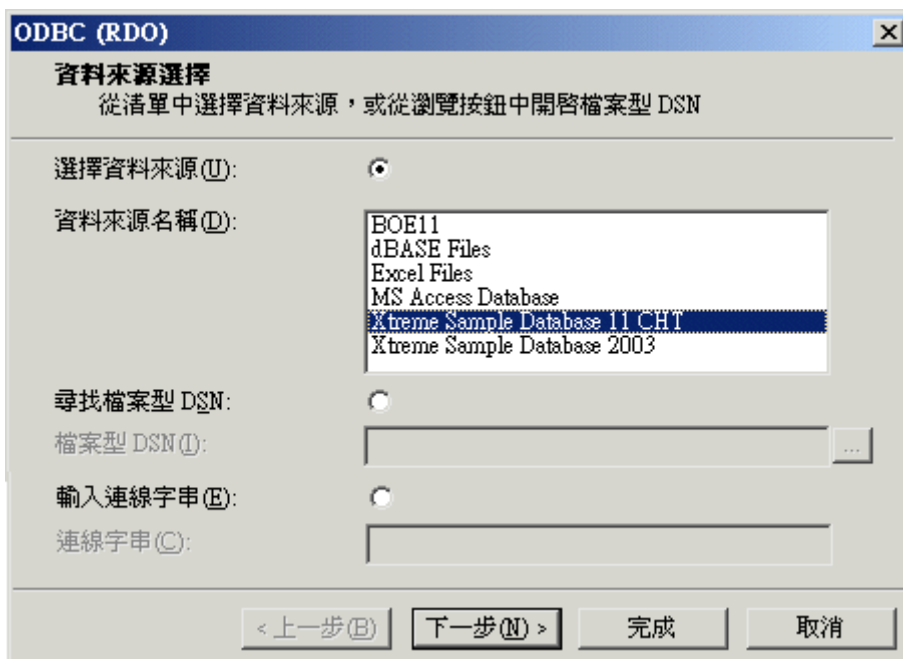 ODBC (RDO)
資料來源選擇
從清單中選擇資料來源，或從瀏覽按鈕中開啓檔案型 DSN
選擇資料來源(U):
資料來源名稱(D):
BOE11
dBASE Files
Excel Files
MS Access Database
Xtreme Sample Database 11 CHT
Xtreme Sample Database 2003
尋找檔案型 DSN:
檔案型 DSN(I):
...
輸入連線字串(E):
連線字串(C):
< 上一步(B)
下一步(N) >
完成
取消